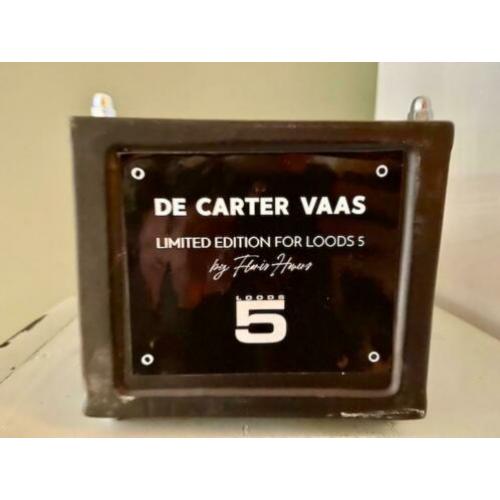 DE CARTER VAAS
LIMITED EDITION FOR LOODS 5
by Floris Hovers
LOODS
5